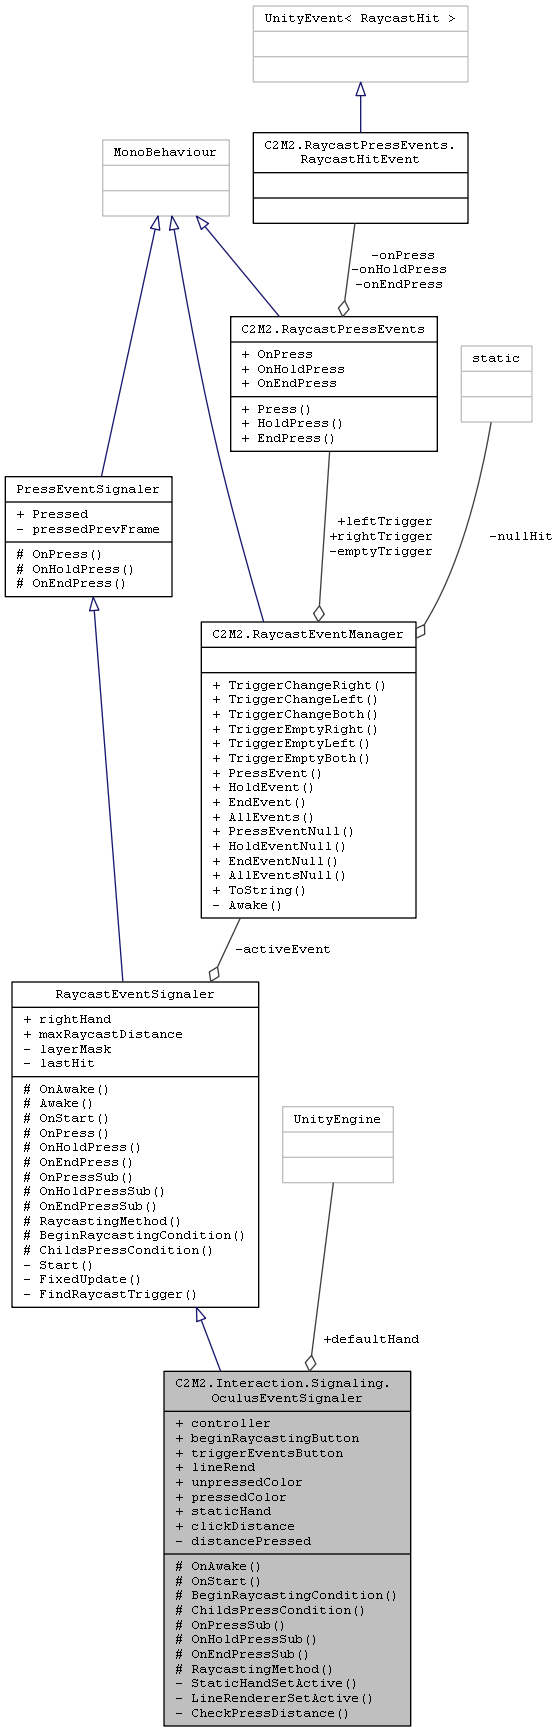 UnityEvent< RaycastHit >
C2M2.RaycastPressEvents.
RaycastHitEvent
MonoBehaviour
-onPress
-onHoldPress
-onEndPress
C2M2.RaycastPressEvents
+ OnPress
+ OnHoldPress
+ OnEndPress
+ Press()
+ HoldPress()
+ EndPress()
static
PressEventSignaler
+ Pressed
- pressedPrevFrame
# OnPress()
# OnHoldPress()
# OnEndPress()
+leftTrigger
+rightTrigger
-emptyTrigger
-nullHit
C2M2.RaycastEventManager
+ TriggerChangeRight()
+ TriggerChangeLeft()
+ TriggerChangeBoth()
+ TriggerEmptyRight()
+ TriggerEmptyLeft()
+ TriggerEmptyBoth()
+ PressEvent()
+ HoldEvent()
+ EndEvent()
+ AllEvents()
+ PressEventNull()
+ HoldEventNull()
+ EndEventNull()
+ AllEventsNull()
+ ToString()
- Awake()
-activeEvent
RaycastEventSignaler
+ rightHand
+ maxRaycastDistance
- layerMask
- lastHit
# OnAwake()
# Awake()
# OnStart()
# OnPress()
# OnHoldPress()
# OnEndPress()
# OnPressSub()
# OnHoldPressSub()
# OnEndPressSub()
# RaycastingMethod()
# BeginRaycastingCondition()
# ChildsPressCondition()
- Start()
- FixedUpdate()
- FindRaycastTrigger()
UnityEngine
+defaultHand
C2M2.Interaction.Signaling.
OculusEventSignaler
+ controller
+ beginRaycastingButton
+ triggerEventsButton
+ lineRend
+ unpressedColor
+ pressedColor
+ staticHand
+ clickDistance
- distancePressed
# OnAwake()
# OnStart()
# BeginRaycastingCondition()
# ChildsPressCondition()
# OnPressSub()
# OnHoldPressSub()
# OnEndPressSub()
# RaycastingMethod()
- StaticHandSetActive()
- LineRendererSetActive()
- CheckPressDistance()